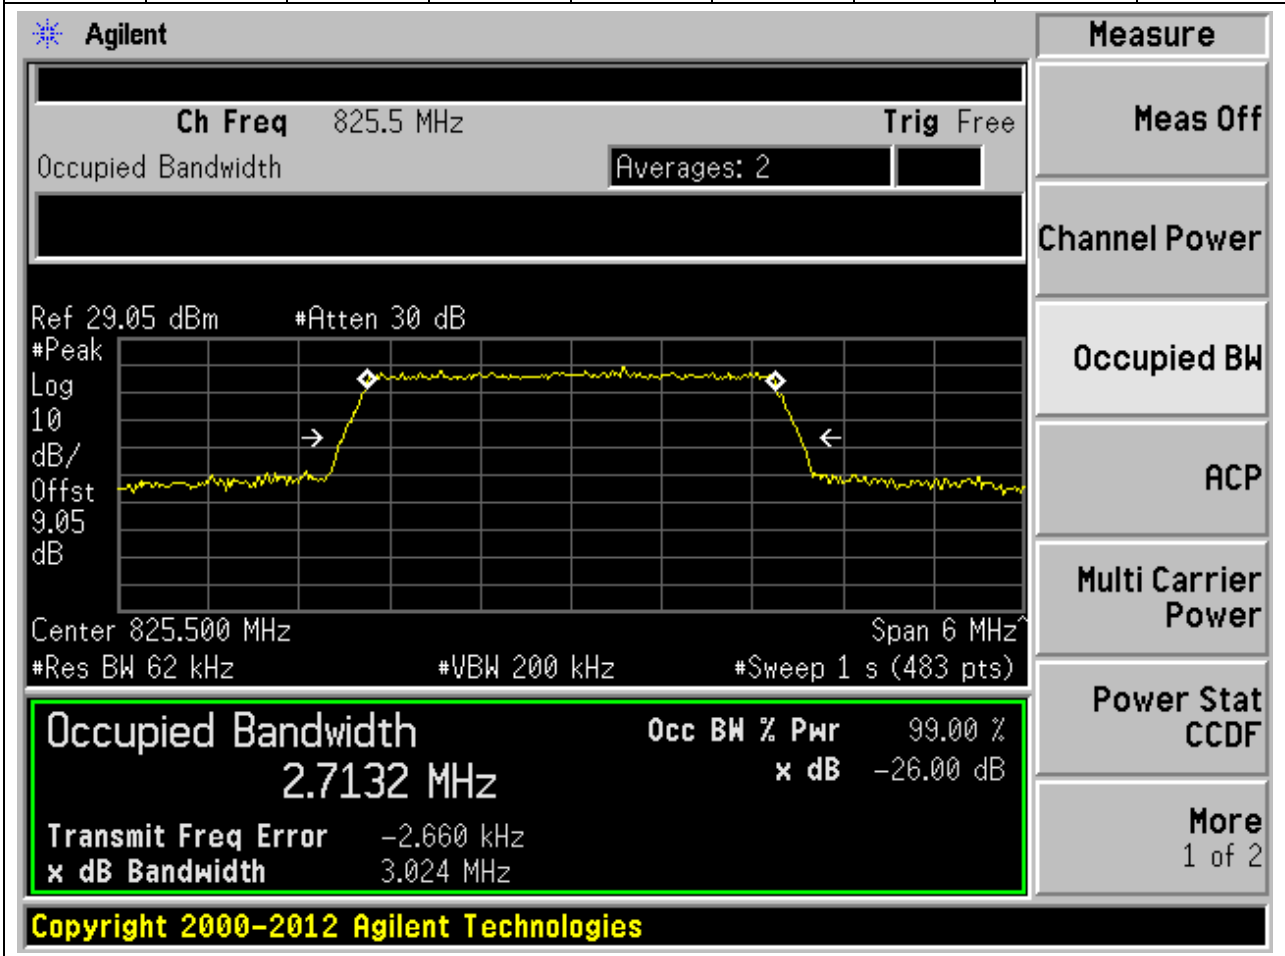 Agilent
Measure
Ch Freq 825.5 MHz Trig Free
Meas Off
Occupied Bandwidth Averages: 2
Channel Power
Ref 29.05 dBm #Atten 30 dB
#Peak
Log
10
dB/
Offst
9.05
dB
Occupied BW
ACP
Multi Carrier
Power
Center 825.500 MHz Span 6 MHz^
#Res BW 62 kHz #VBW 200 kHz #Sweep 1 s (483 pts)
Power Stat
CCDF
Occupied Bandwidth Occ BW % Pwr 99.00 %
2.7132 MHz x dB -26.00 dB
Transmit Freq Error -2.660 kHz
x dB Bandwidth 3.024 MHz
More
1 of 2
Copyright 2000-2012 Agilent Technologies